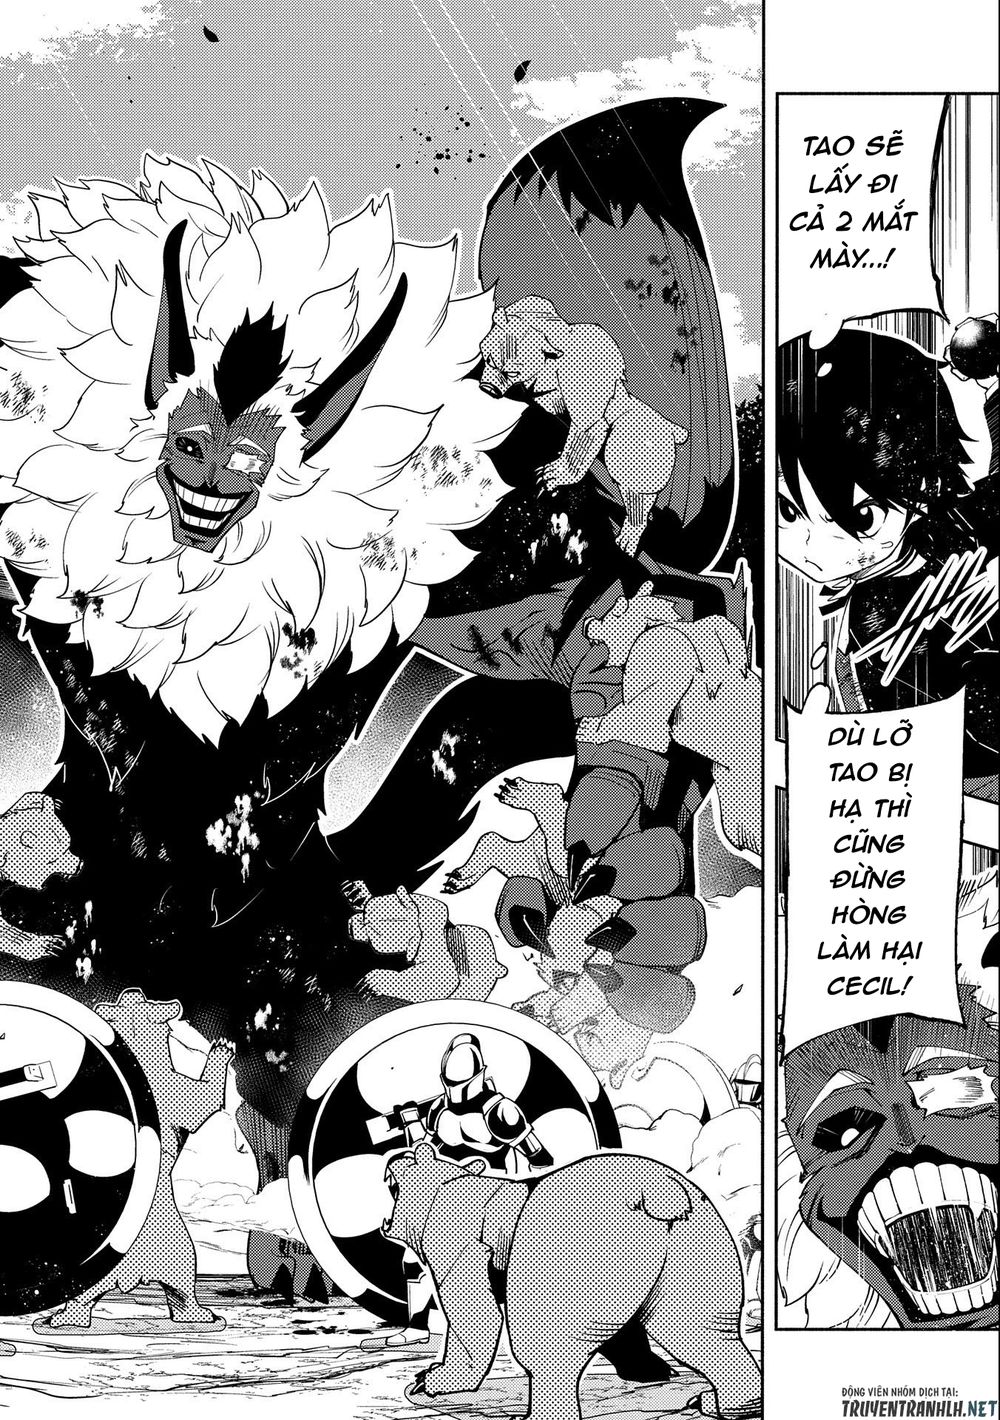 TAO SẼ
LẤY ĐI
CẢ 2 MẮT
MÀY...!
DÙ LỠ
TAO BỊ
HẠ THÌ
CŨNG
ĐỪNG
HÒNG
LÀM HẠI
CECIL!
ĐỘNG VIÊN NHÓM DỊCH TẠI:
TRUYENTRANHLH.NET